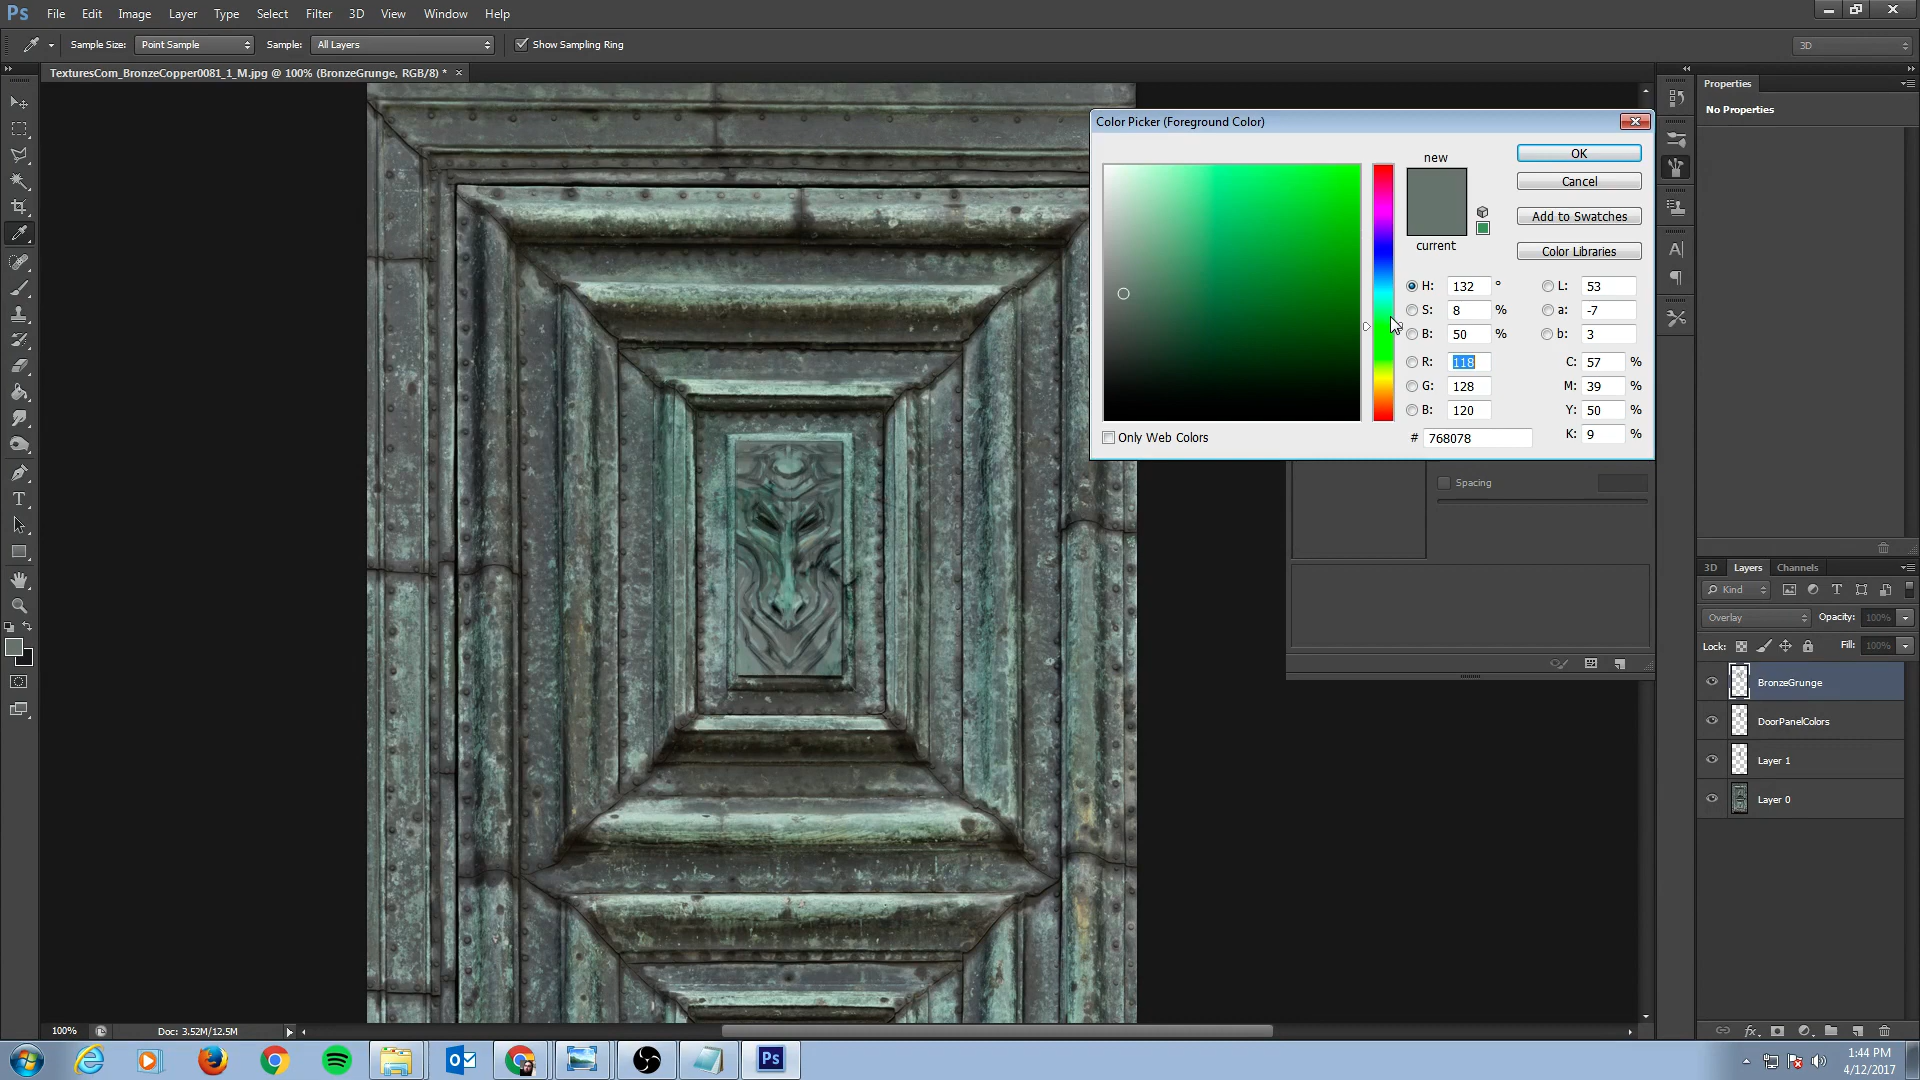 Ps File Edit Image Layer Type Select Filter 3D View Window Help
Sample Size: Point Sample Sample: All Layers Show Sampling Ring 3D
TexturesCom_BronzeCopper0081_1_M.jpg @ 100% (BronzeGrunge, RGB/8) *
Properties
No Properties
Color Picker (Foreground Color)
new
current
OK
Cancel
Add to Swatches
Color Libraries
H: 132 ° L: 53
S: 8 % a: -7
B: 50 % b: 3
R: 118 C: 57 %
G: 128 M: 39 %
B: 120 Y: 50 %
# 768078 K: 9 %
Only Web Colors
Spacing
3D Layers Channels
Kind
Overlay Opacity: 100%
Lock: Fill: 100%
BronzeGrunge
DoorPanelColors
Layer 1
Layer 0
fx
100% Doc: 3.52M/12.5M
Ps
1:44 PM
4/12/2017